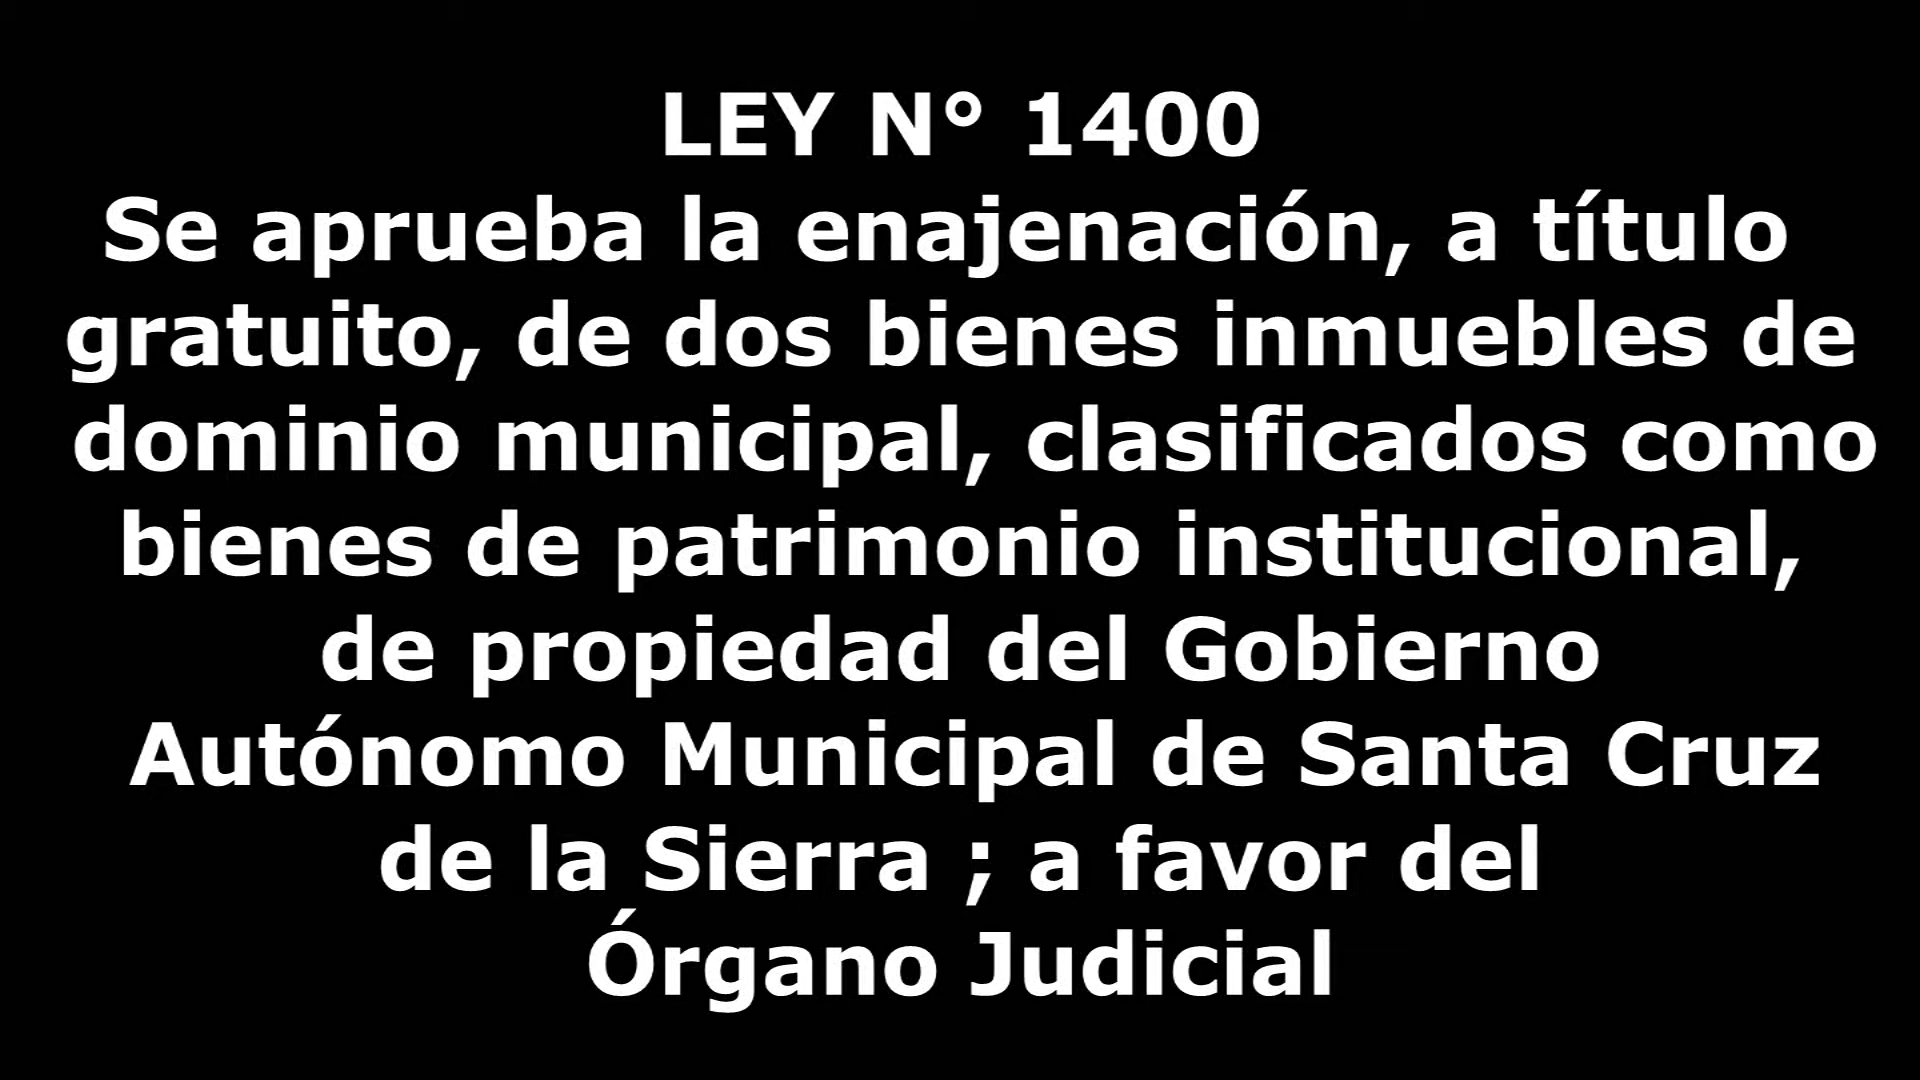 LEY N° 1400
Se aprueba la enajenación, a título
gratuito, de dos bienes inmuebles de
dominio municipal, clasificados como
bienes de patrimonio institucional,
de propiedad del Gobierno
Autónomo Municipal de Santa Cruz
de la Sierra ; a favor del
Órgano Judicial